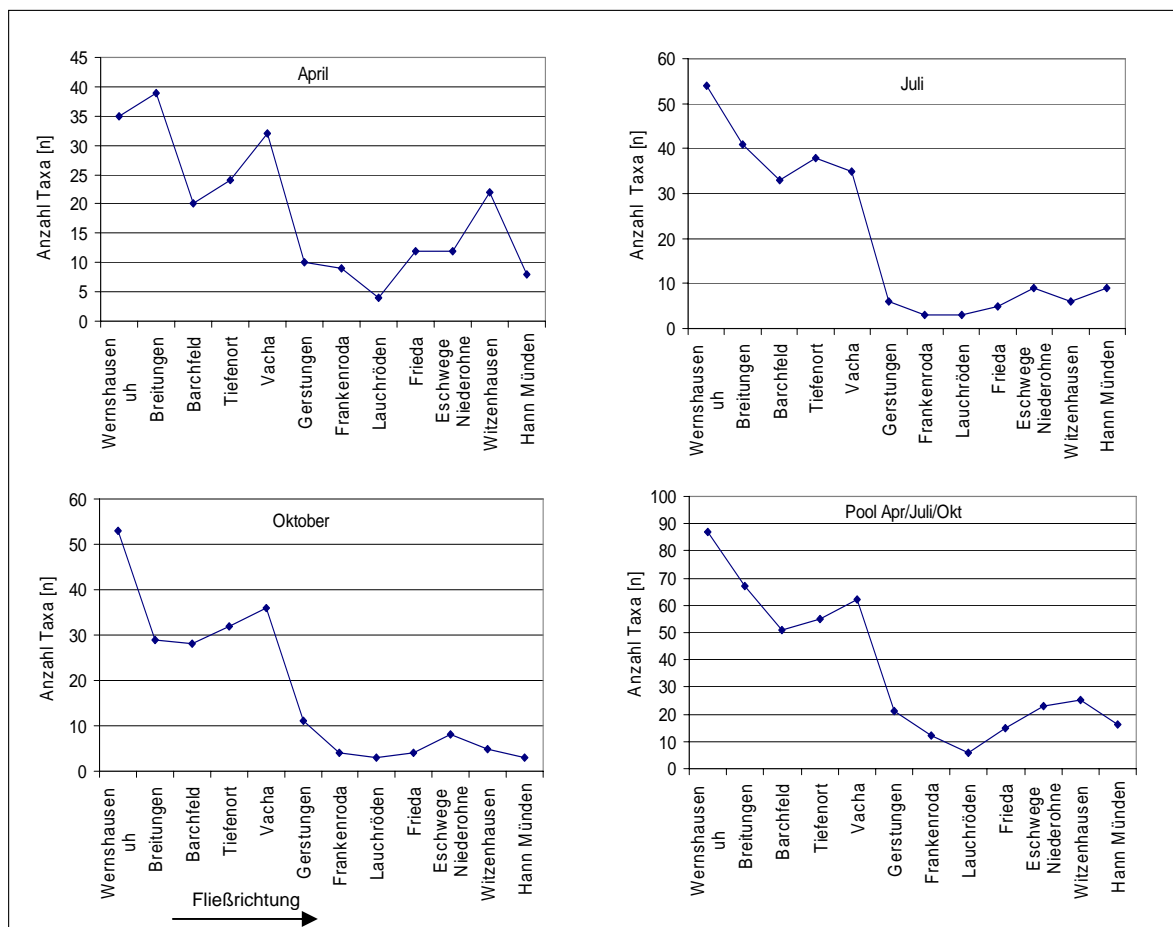 April
Anzahl Taxa [n]
45
40
35
30
25
20
15
10
5
0
Wernshausen
uh
Breitungen
Barchfeld
Tiefenort
Vacha
Gerstungen
Frankenroda
Lauchröden
Frieda
Eschwege
Niederohne
Witzenhausen
Hann Münden
Juli
Anzahl Taxa [n]
60
50
40
30
20
10
0
Wernshausen
uh
Breitungen
Barchfeld
Tiefenort
Vacha
Gerstungen
Frankenroda
Lauchröden
Frieda
Eschwege
Niederohne
Witzenhausen
Hann Münden
Oktober
Anzahl Taxa [n]
60
50
40
30
20
10
0
Wernshausen
uh
Breitungen
Barchfeld
Tiefenort
Vacha
Gerstungen
Frankenroda
Lauchröden
Frieda
Eschwege
Niederohne
Witzenhausen
Hann Münden
Fließrichtung
Pool Apr/Juli/Okt
Anzahl Taxa [n]
100
90
80
70
60
50
40
30
20
10
0
Wernshausen
uh
Breitungen
Barchfeld
Tiefenort
Vacha
Gerstungen
Frankenroda
Lauchröden
Frieda
Eschwege
Niederohne
Witzenhausen
Hann Münden